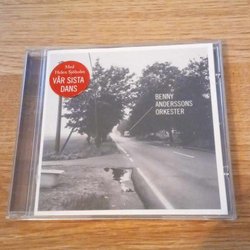 Med
Helen Sjöholm
VÅR SISTA
DANS
BENNY
ANDERSSONS
ORKESTER